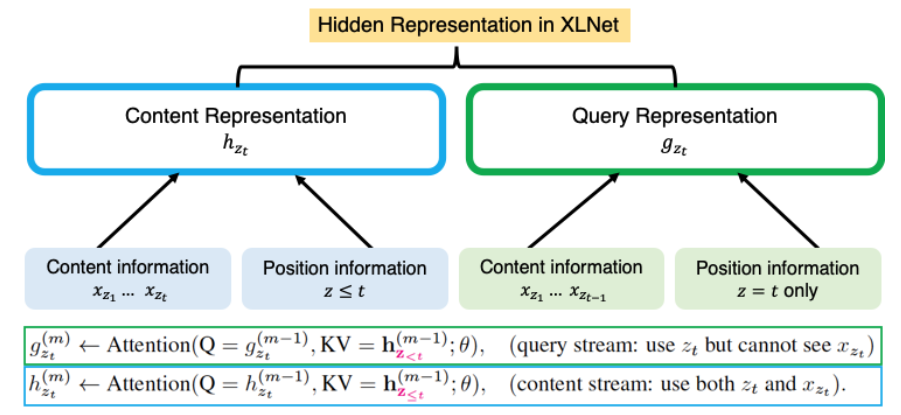 Hidden Representation in XLNet
Content Representation
h_{z_t}
Query Representation
g_{z_t}
Content information
x_{z_1} ... x_{z_t}
Position information
z ≤ t
Content information
x_{z_1} ... x_{z_{t-1}}
Position information
z = t only
g_{z_t}^{(m)} ← Attention(Q = g_{z_t}^{(m-1)}, KV = h_{z_{<t}}^{(m-1)}; θ), (query stream: use z_t but cannot see x_{z_t})
h_{z_t}^{(m)} ← Attention(Q = h_{z_t}^{(m-1)}, KV = h_{z_{≤t}}^{(m-1)}; θ), (content stream: use both z_t and x_{z_t}).